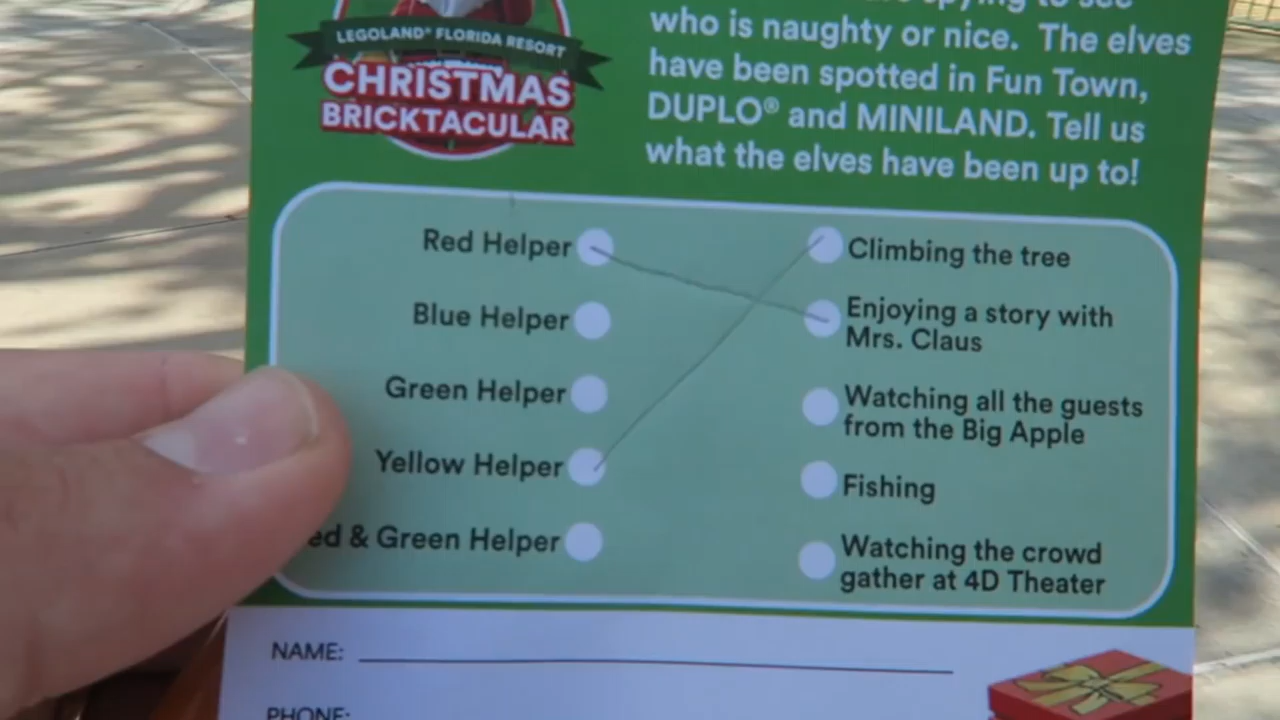 LEGOLAND® FLORIDA RESORT
CHRISTMAS
BRICKTACULAR
spying to see
who is naughty or nice. The elves
have been spotted in Fun Town,
DUPLO® and MINILAND. Tell us
what the elves have been up to!
Red Helper
Blue Helper
Green Helper
Yellow Helper
ed & Green Helper
Climbing the tree
Enjoying a story with
Mrs. Claus
Watching all the guests
from the Big Apple
Fishing
Watching the crowd
gather at 4D Theater
NAME:
PHONE: